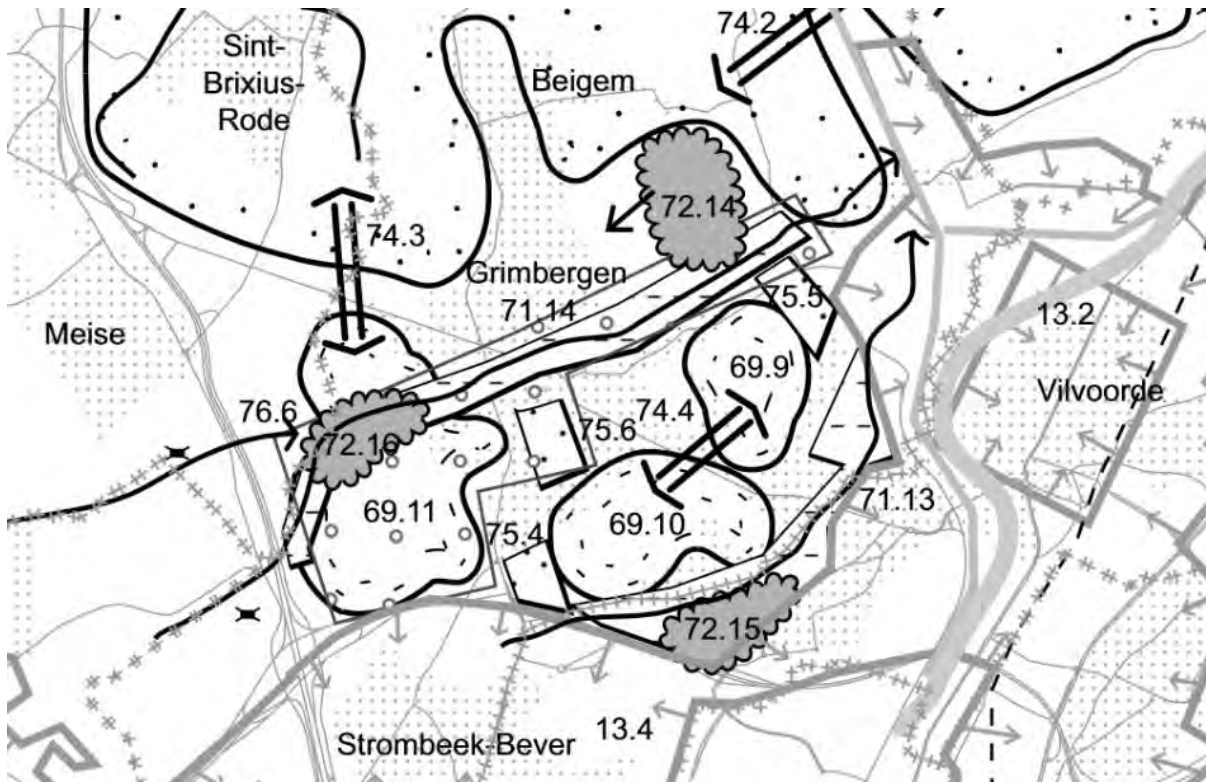 74.2
Sint-
Brixius-
Rode
Beigem
72.14
74.3
Grimbergen
71.14
75.5
13.2
Meise
69.9
Vilvoorde
76.6
74.4
75.6
72.16
71.13
69.11
69.10
75.4
72.15
13.4
Strombeek-Bever